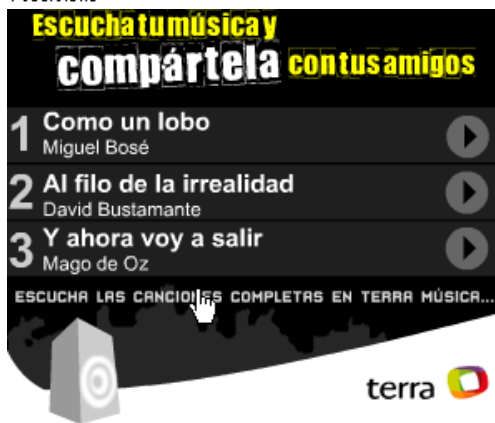 Escucha tu música y
compártela con tus amigos
1 Como un lobo
Miguel Bosé
2 Al filo de la irrealidad
David Bustamante
3 Y ahora voy a salir
Mago de Oz
ESCUCHA LAS CANCIONES COMPLETAS EN TERRA MÚSICA...
terra